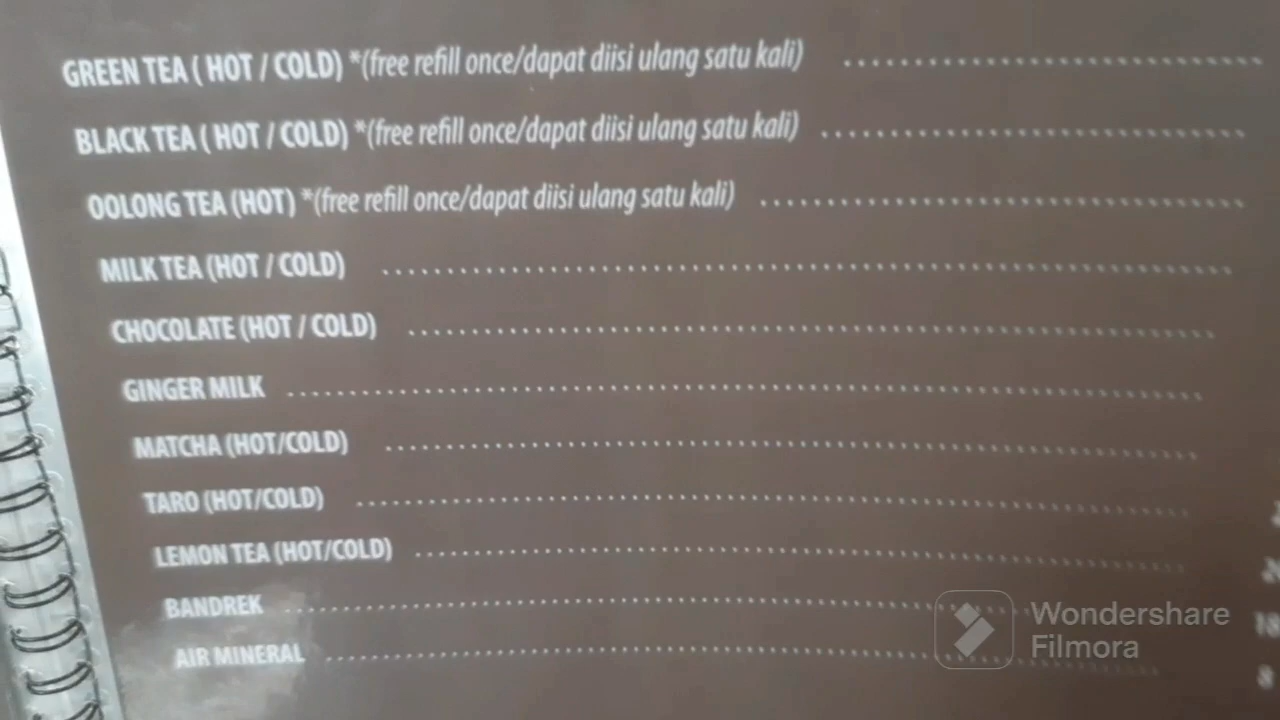 GREEN TEA ( HOT / COLD) *(free refill once/dapat diisi ulang satu kali) ........................................
BLACK TEA ( HOT / COLD) *(free refill once/dapat diisi ulang satu kali) ........................................
OOLONG TEA (HOT) *(free refill once/dapat diisi ulang satu kali) ........................................
MILK TEA (HOT / COLD) ........................................
CHOCOLATE (HOT / COLD) ........................................
GINGER MILK ........................................
MATCHA (HOT/COLD) ........................................
TARO (HOT/COLD) ........................................
LEMON TEA (HOT/COLD) ........................................
BANDREK ........................................ 18
AIR MINERAL ........................................ 8
Wondershare
Filmora